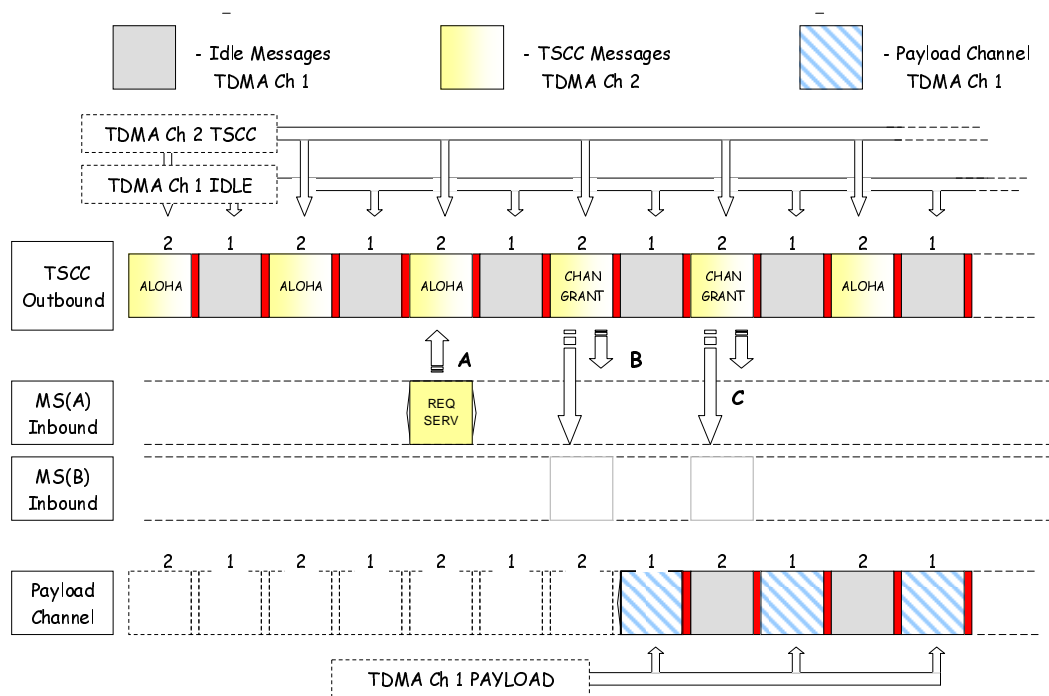 - Idle Messages
TDMA Ch 1
- TSCC Messages
TDMA Ch 2
- Payload Channel
TDMA Ch 1
TDMA Ch 2 TSCC
TDMA Ch 1 IDLE
2 1 2 1 2 1 2 1 2 1 2 1
TSCC
Outbound
ALOHA
ALOHA
ALOHA
CHAN
GRANT
CHAN
GRANT
ALOHA
A
B
C
MS(A)
Inbound
REQ
SERV
MS(B)
Inbound
2 1 2 1 2 1 2 1 2 1 2 1
Payload
Channel
TDMA Ch 1 PAYLOAD